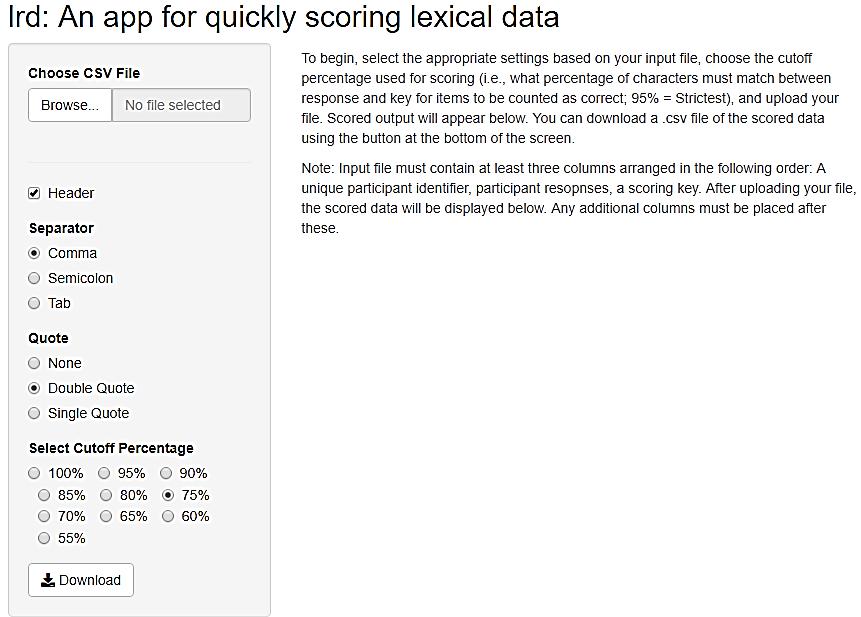 lrd: An app for quickly scoring lexical data
Choose CSV File
Browse... No file selected
Header
Separator
Comma
Semicolon
Tab
Quote
None
Double Quote
Single Quote
Select Cutoff Percentage
100% 95% 90%
85% 80% 75%
70% 65% 60%
55%
Download
To begin, select the appropriate settings based on your input file, choose the cutoff
percentage used for scoring (i.e., what percentage of characters must match between
response and key for items to be counted as correct; 95% = Strictest), and upload your
file. Scored output will appear below. You can download a .csv file of the scored data
using the button at the bottom of the screen.
Note: Input file must contain at least three columns arranged in the following order: A
unique participant identifier, participant resopnses, a scoring key. After uploading your file,
the scored data will be displayed below. Any additional columns must be placed after
these.